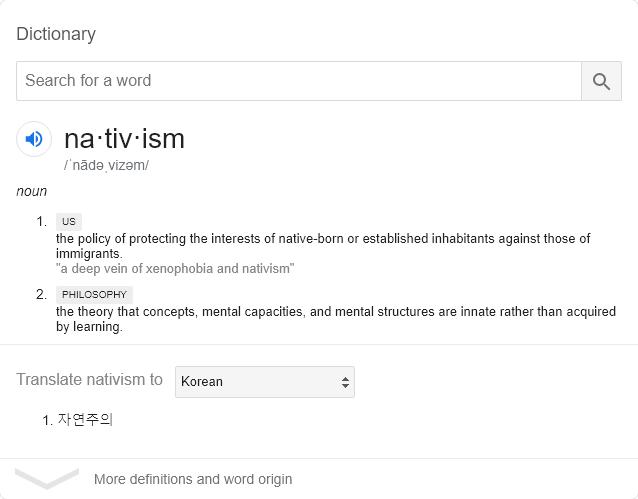 Dictionary
Search for a word
na·tiv·ism
/ˈnādəˌvizəm/
noun
1. US
the policy of protecting the interests of native-born or established inhabitants against those of
immigrants.
"a deep vein of xenophobia and nativism"
2. PHILOSOPHY
the theory that concepts, mental capacities, and mental structures are innate rather than acquired
by learning.
Translate nativism to Korean
1. 자연주의
More definitions and word origin